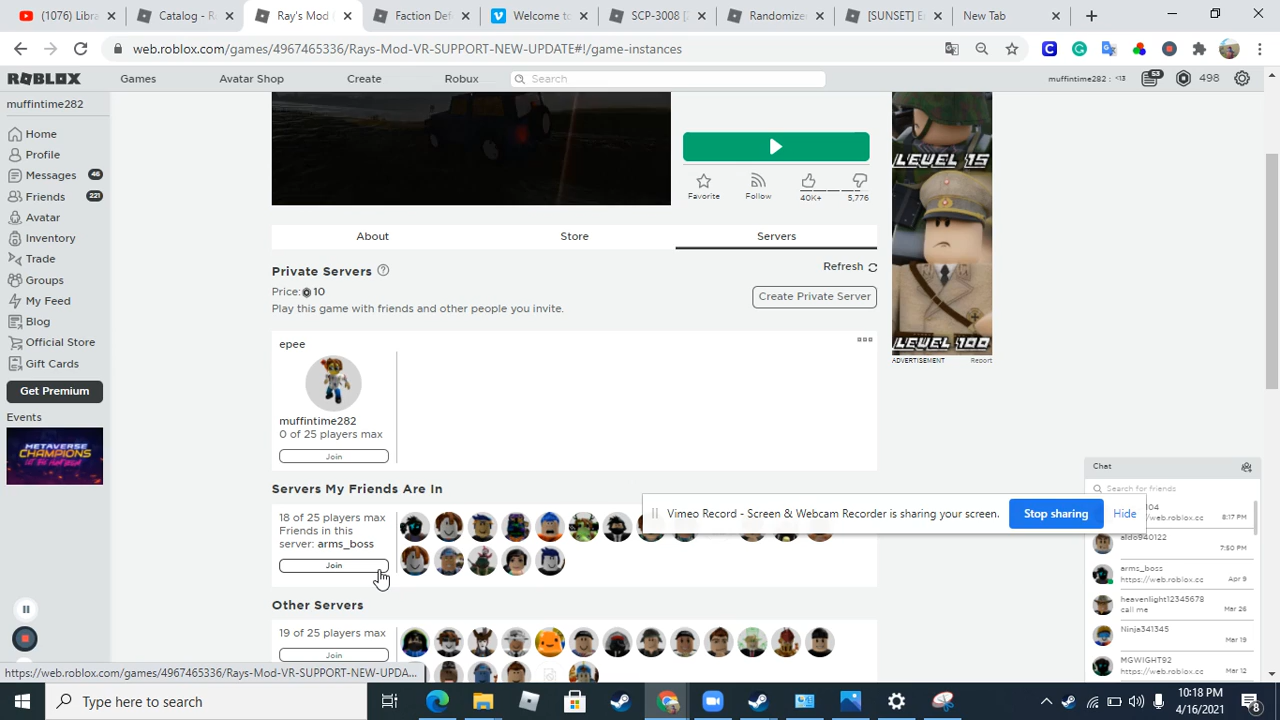 (1076) Libra
Catalog - R
Ray's Mod (
Faction Def
Welcome to
SCP-3008 [
Randomize
[SUNSET] E
New Tab
web.roblox.com/games/4967465336/Rays-Mod-VR-SUPPORT-NEW-UPDATE#!/game-instances
ROBLOX
Games
Avatar Shop
Create
Robux
Search
muffintime282 : <13
53
498
muffintime282
Home
Profile
Messages 46
Friends 221
Avatar
Inventory
Trade
Groups
My Feed
Blog
Official Store
Gift Cards
Get Premium
Events
METAVERSE
CHAMPIONS
Favorite
Follow
40K+
5,776
LEVEL 15
LEVEL 100
ADVERTISEMENT Report
About
Store
Servers
Private Servers
Refresh
Price: 10
Create Private Server
Play this game with friends and other people you invite.
epee
muffintime282
0 of 25 players max
Join
Servers My Friends Are In
18 of 25 players max
Friends in this
server: arms_boss
Join
Other Servers
19 of 25 players max
Join
Vimeo Record - Screen & Webcam Recorder is sharing your screen.
Stop sharing
Hide
Chat
Search for friends
04
web.roblox.cc 8:17 PM
aldo940122
7:50 PM
arms_boss
https://web.roblox.cc Apr 9
heavenlight12345678
call me Mar 26
Ninja341345
Mar 19
MGWIGHT92
https://web.roblox.cc Mar 12
https://web.roblox.com/games/4967465336/Rays-Mod-VR-SUPPORT-NEW-UPDA...
Type here to search
10:18 PM
4/16/2021
8